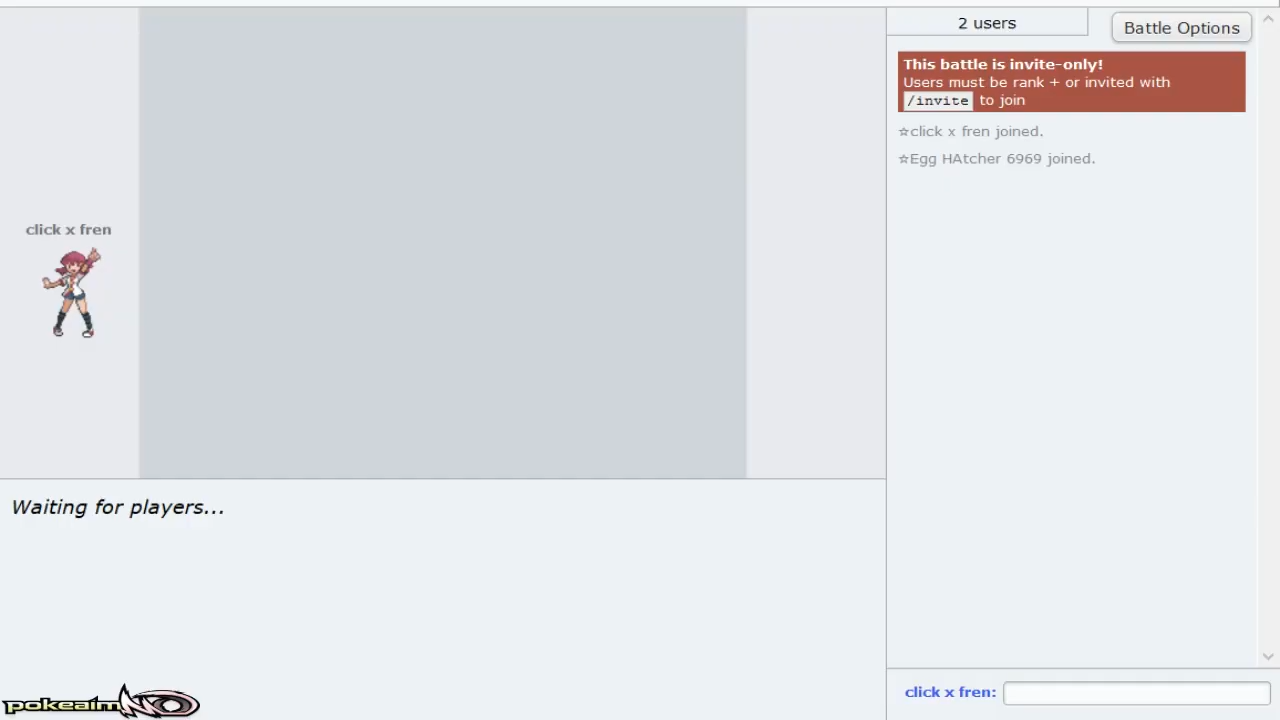 2 users
Battle Options
This battle is invite-only!
Users must be rank + or invited with
/invite to join
☆click x fren joined.
☆Egg HAtcher 6969 joined.
click x fren
Waiting for players...
click x fren:
pokeaimMD